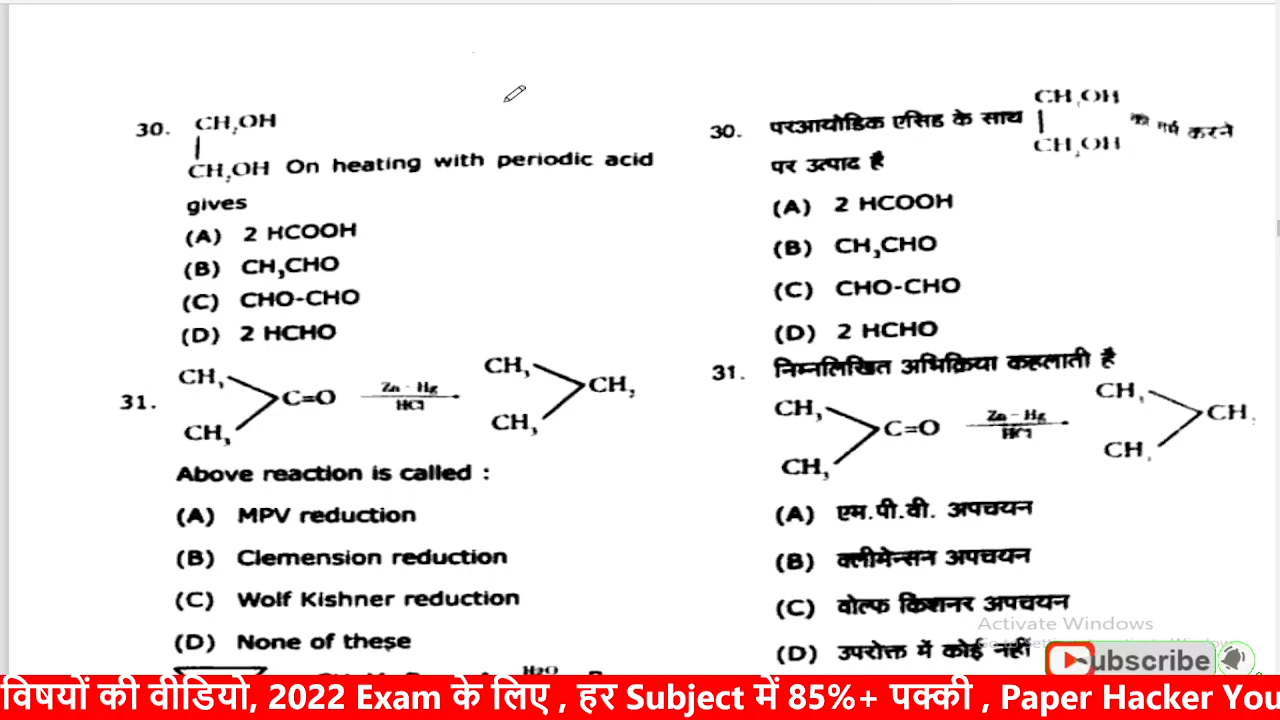 30. CH₂OH
CH₂OH On heating with periodic acid
gives
(A) 2 HCOOH
(B) CH₃CHO
(C) CHO-CHO
(D) 2 HCHO
31. CH₃ C=O Zn - Hg HCl CH₃ CH₂
CH₃ CH₃
Above reaction is called :
(A) MPV reduction
(B) Clemension reduction
(C) Wolf Kishner reduction
(D) None of these
H₂O
30. परआयोडिक एसिड के साथ CH₂OH को गर्म करने
CH₂OH
पर उत्पाद है
(A) 2 HCOOH
(B) CH₃CHO
(C) CHO-CHO
(D) 2 HCHO
31. निम्नलिखित अभिक्रिया कहलाती है
CH₃ C=O Zn - Hg HCl CH₃ CH₂
CH₃ CH₃
(A) एम.पी.वी. अपचयन
(B) क्लीमेन्सन अपचयन
(C) वोल्फ किशनर अपचयन
(D) उपरोक्त में कोई नहीं
Activate Windows
ubscribe
विषयों की वीडियो, 2022 Exam के लिए , हर Subject में 85%+ पक्की , Paper Hacker You